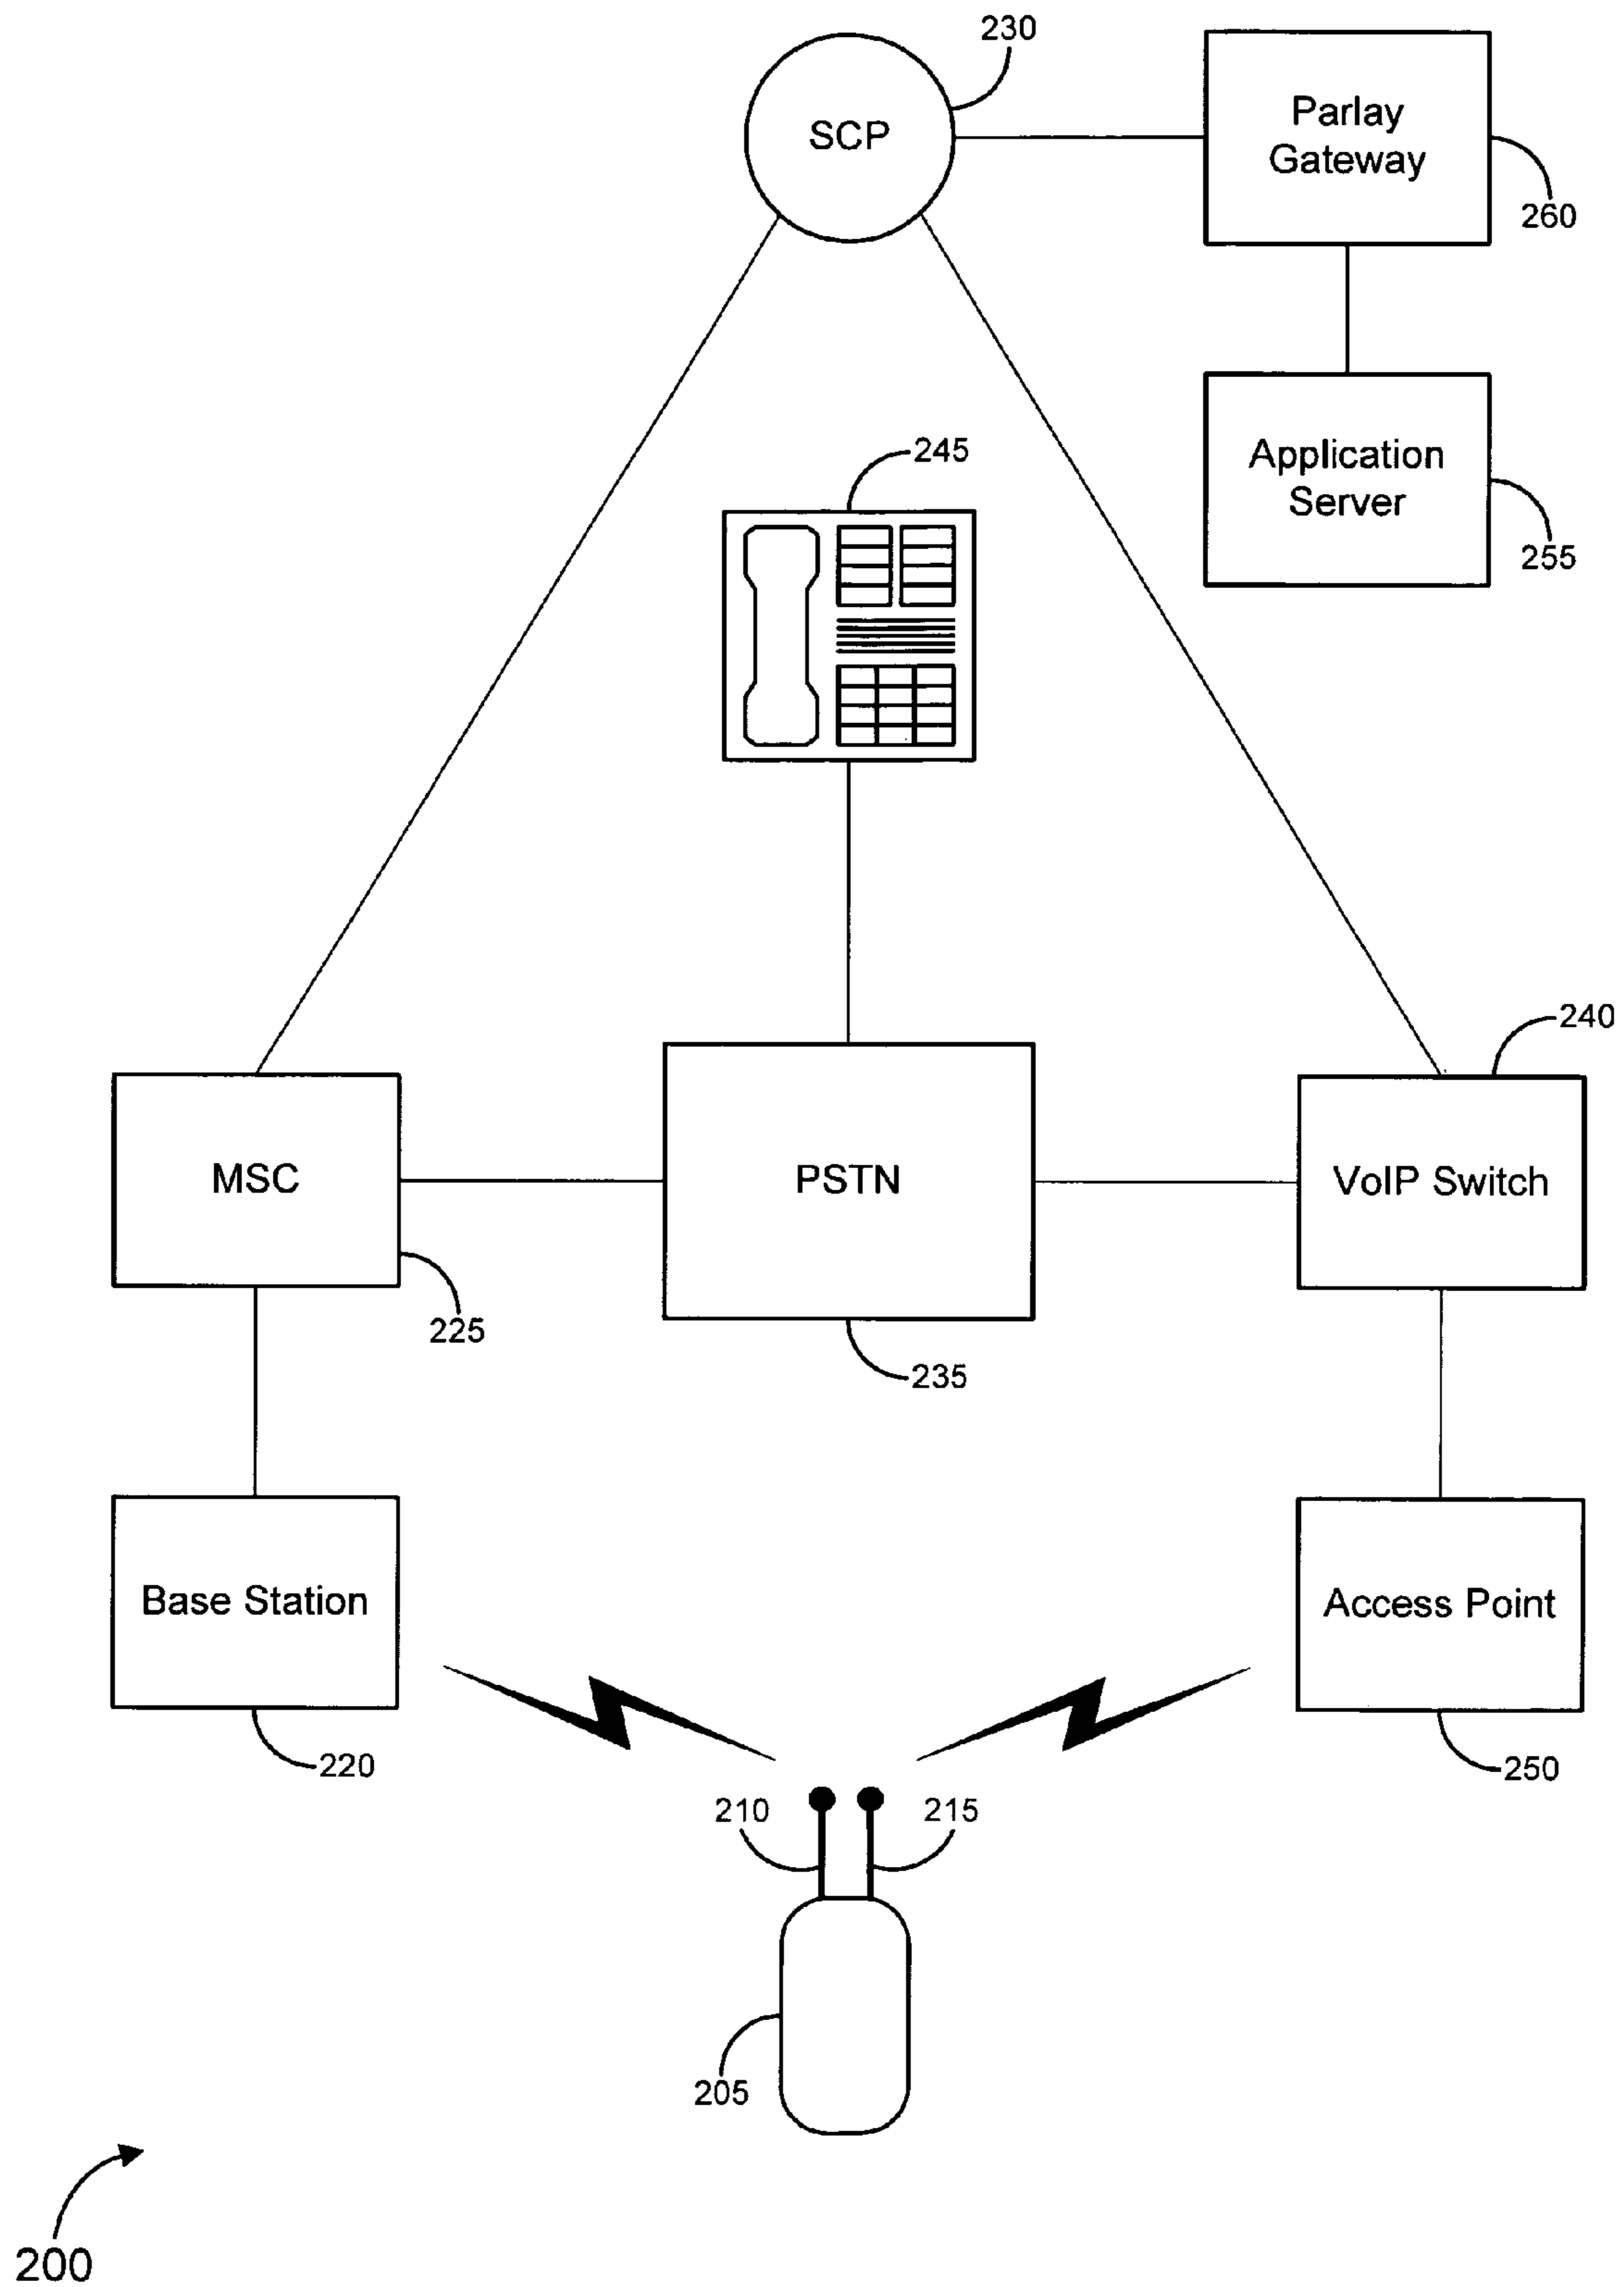 230
SCP
Parlay
Gateway
260
245
Application
Server
255
240
MSC
PSTN
VoIP Switch
225
235
Base Station
Access Point
220
250
210
215
205
200